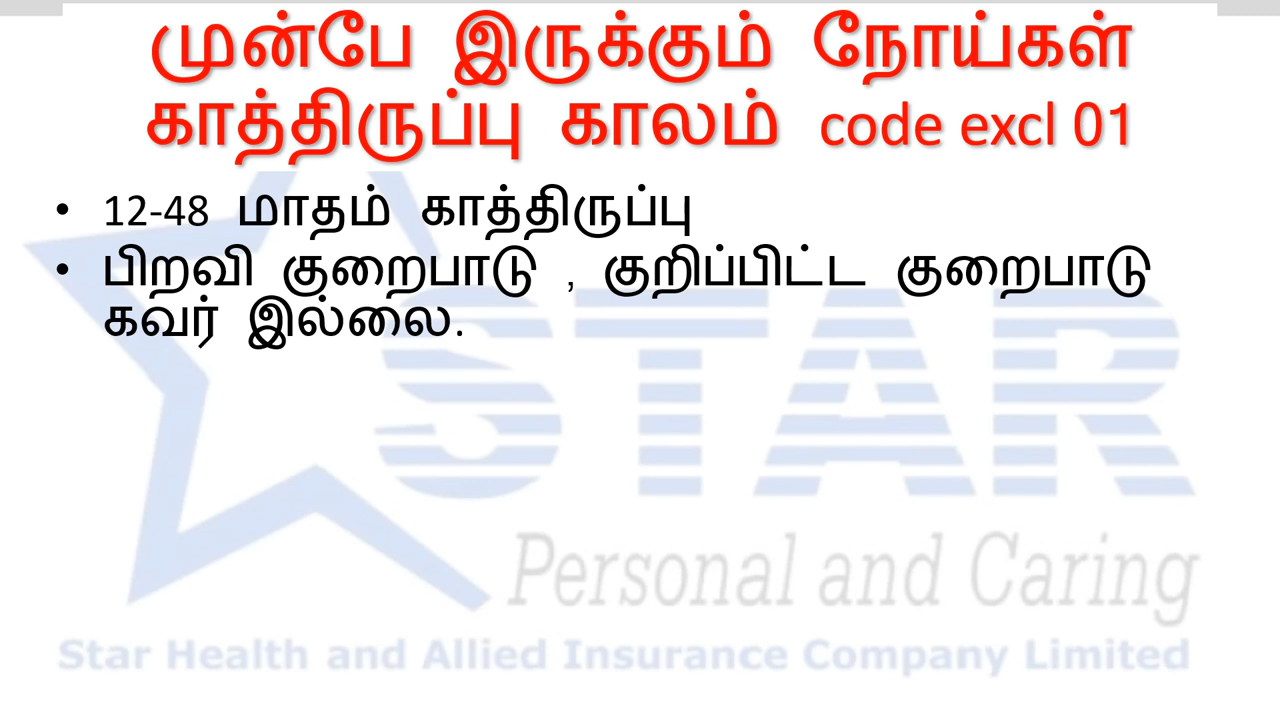 முன்பே இருக்கும் நோய்கள்
காத்திருப்பு காலம் code excl 01
• 12-48 மாதம் காத்திருப்பு
• பிறவி குறைபாடு , குறிப்பிட்ட குறைபாடு
கவர் இல்லை.
STAR
Personal and Caring
Star Health and Allied Insurance Company Limited